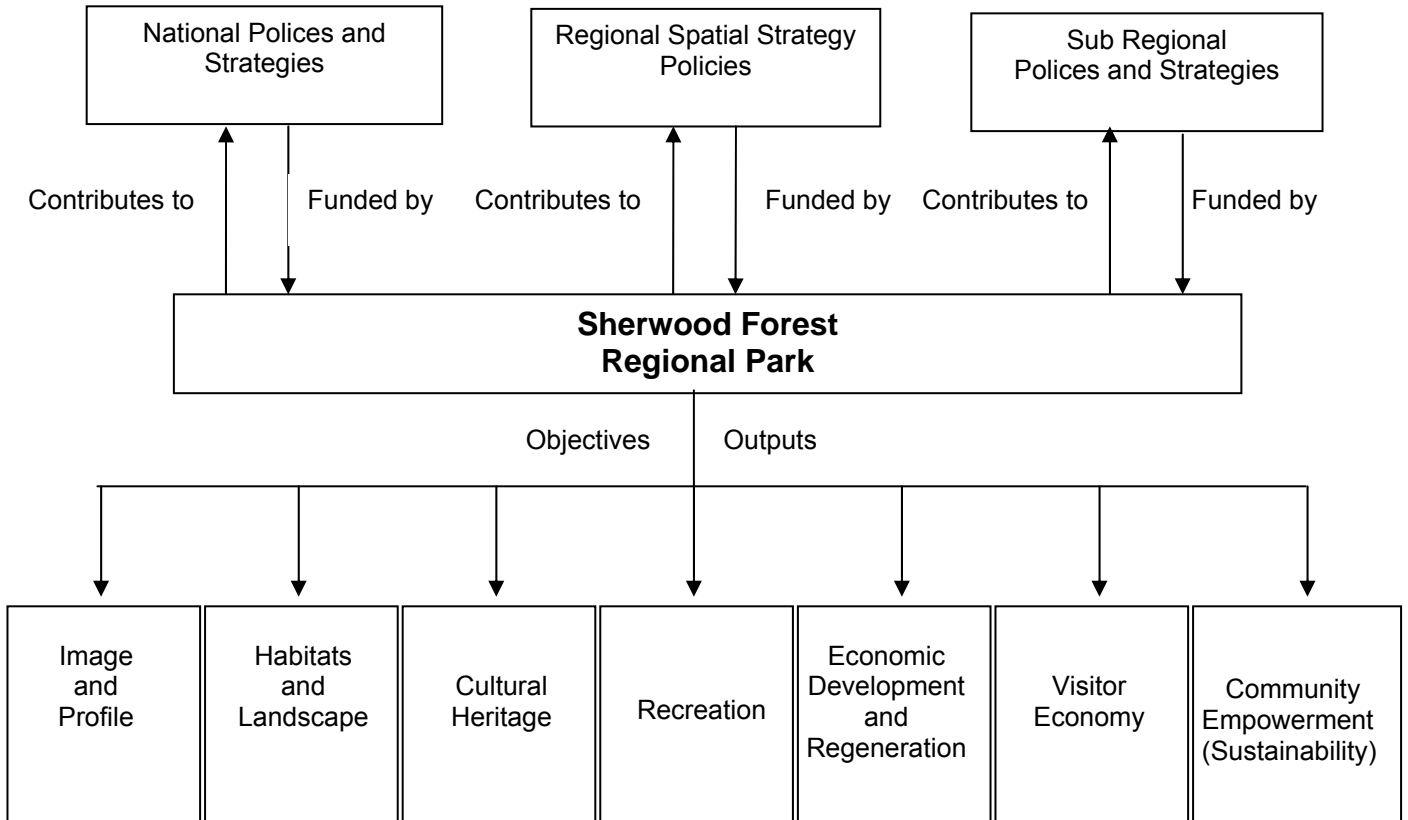 National Polices and
Strategies
Regional Spatial Strategy
Policies
Sub Regional
Polices and Strategies
Contributes to
Funded by
Contributes to
Funded by
Contributes to
Funded by
Sherwood Forest
Regional Park
Objectives
Outputs
Image
and
Profile
Habitats
and
Landscape
Cultural
Heritage
Recreation
Economic
Development
and
Regeneration
Visitor
Economy
Community
Empowerment
(Sustainability)